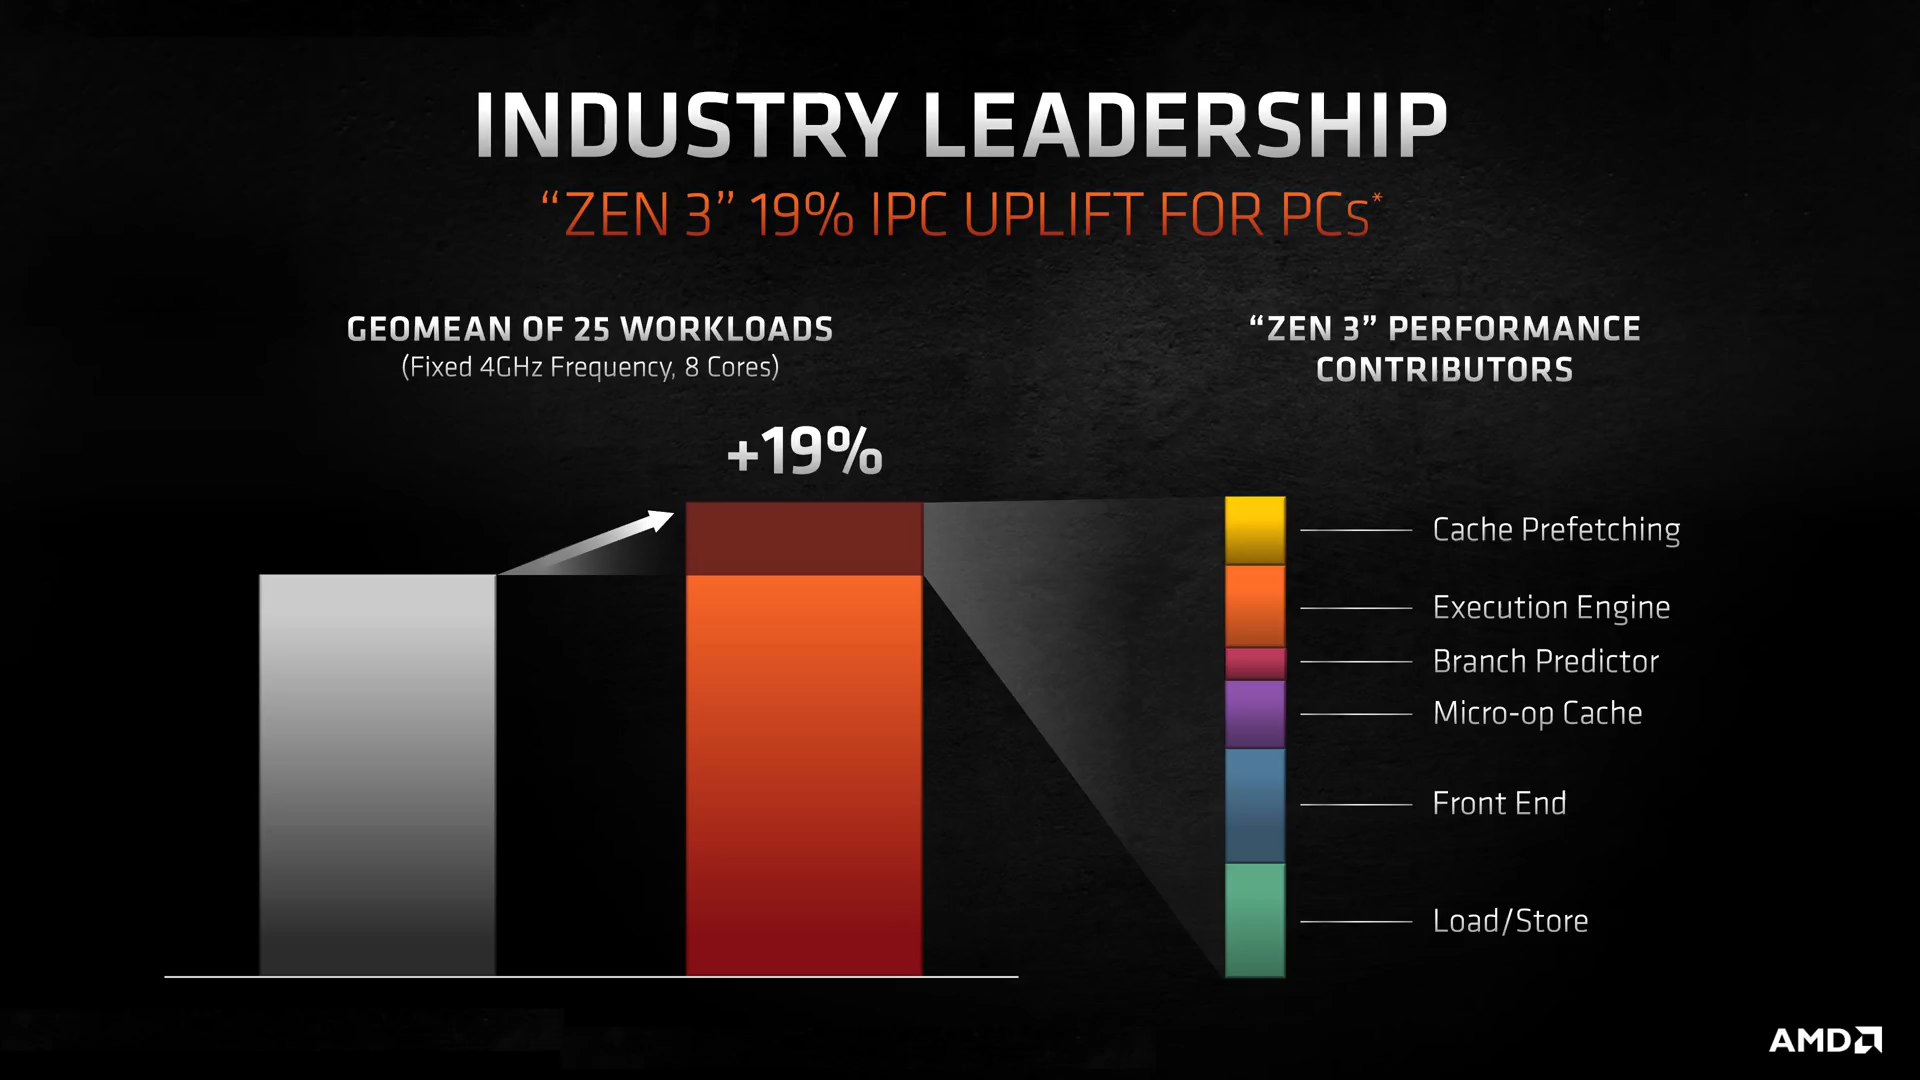 INDUSTRY LEADERSHIP
“ZEN 3” 19% IPC UPLIFT FOR PCs*
GEOMEAN OF 25 WORKLOADS
(Fixed 4GHz Frequency, 8 Cores)
+19%
“ZEN 3” PERFORMANCE
CONTRIBUTORS
Cache Prefetching
Execution Engine
Branch Predictor
Micro-op Cache
Front End
Load/Store
AMD